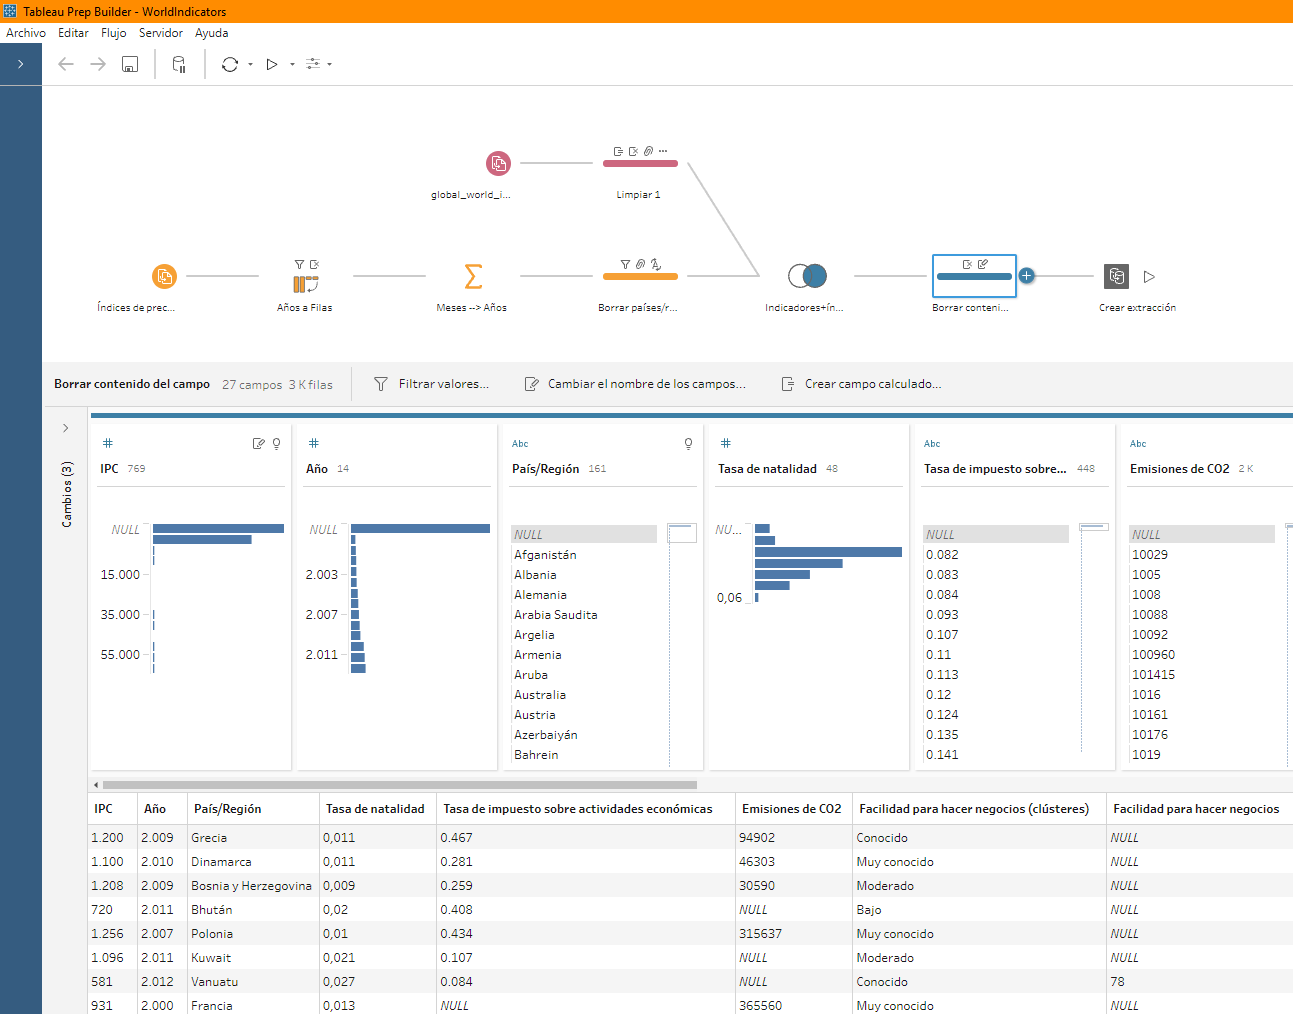 Tableau Prep Builder - WorldIndicators
Archivo Editar Flujo Servidor Ayuda
global_world_i... Limpiar 1
Índices de prec... Años a Filas Meses --> Años Borrar países/r... Indicadores+ín... Borrar conteni... Crear extracción
Borrar contenido del campo 27 campos 3 K filas Filtrar valores... Cambiar el nombre de los campos... Crear campo calculado...
Cambios (3)
# # Abc # Abc Abc
IPC 769 Año 14 País/Región 161 Tasa de natalidad 48 Tasa de impuesto sobre... 448 Emisiones de CO2 2 K
NULL
15.000
35.000
55.000
NULL
2.003
2.007
2.011
NULL
Afganistán
Albania
Alemania
Arabia Saudita
Argelia
Armenia
Aruba
Australia
Austria
Azerbaiyán
Bahrein
NU...
0,06
NULL
0.082
0.083
0.084
0.093
0.107
0.11
0.113
0.12
0.124
0.135
0.141
NULL
10029
1005
1008
10088
10092
100960
101415
1016
10161
10176
1019
IPC Año País/Región Tasa de natalidad Tasa de impuesto sobre actividades económicas Emisiones de CO2 Facilidad para hacer negocios (clústeres) Facilidad para hacer negocios
1.200 2.009 Grecia 0,011 0.467 94902 Conocido NULL
1.100 2.010 Dinamarca 0,011 0.281 46303 Muy conocido NULL
1.208 2.009 Bosnia y Herzegovina 0,009 0.259 30590 Moderado NULL
720 2.011 Bhután 0,02 0.408 NULL Bajo NULL
1.256 2.007 Polonia 0,01 0.434 315637 Muy conocido NULL
1.096 2.011 Kuwait 0,021 0.107 NULL Moderado NULL
581 2.012 Vanuatu 0,027 0.084 NULL Conocido 78
931 2.000 Francia 0,013 NULL 365560 Muy conocido NULL